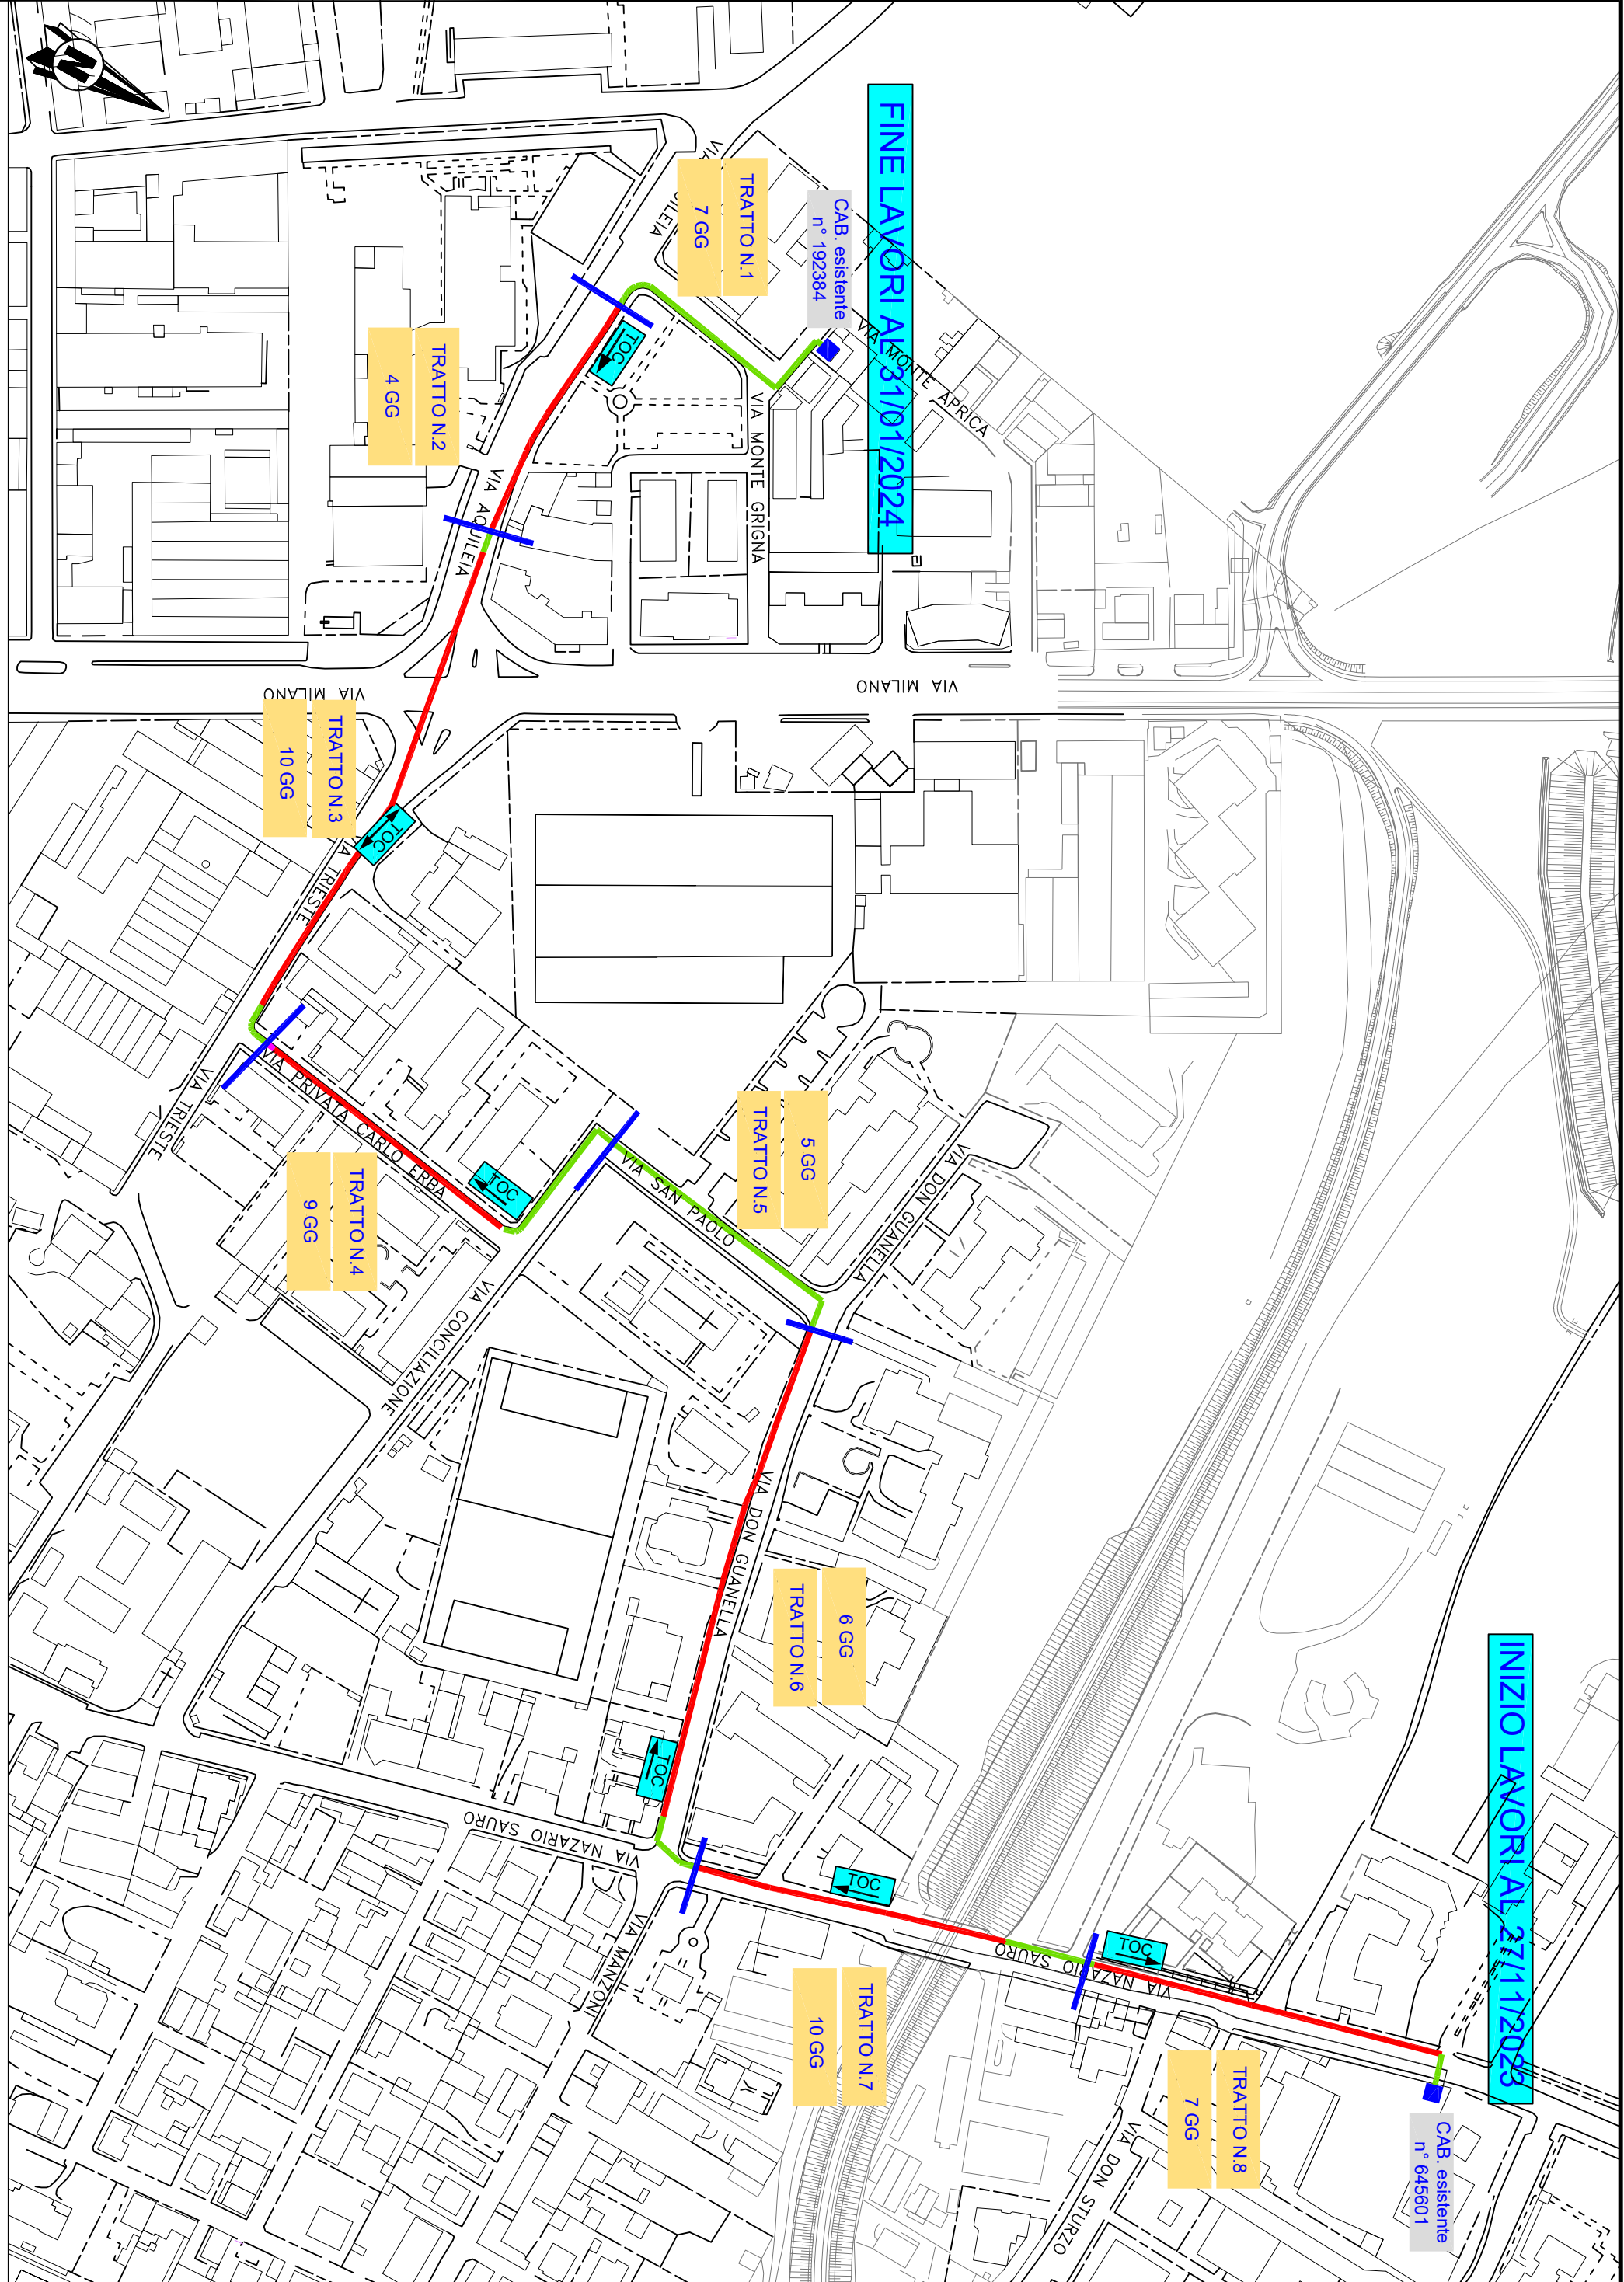 N
FINE LAVORI AL 31/01/2024
CAB. esistente
n° 192384
TRATTO N.1
7 GG
VIA MONTE APRICA
TOC
TRATTO N.2
4 GG
VIA MONTE GRIGNA
VIA AQUILEIA
VIA MILANO
VIA MILANO
TRATTO N.3
10 GG
TOC
TRIESTE
VIA TRIESTE
VIA PRIVATA CARLO ERBA
TOC
TRATTO N.4
9 GG
VIA CONCILIAZIONE
VIA SAN PAOLO
5 GG
TRATTO N.5
VIA DON GUANELLA
VIA DON GUANELLA
6 GG
TRATTO N.6
TOC
VIA NAZARIO SAURO
VIA MANZONI
TOC
TRATTO N.7
10 GG
VIA NAZARIO SAURO
TOC
TRATTO N.8
7 GG
VIA DON STURZO
INIZIO LAVORI AL 27/11/2023
CAB. esistente
n° 645601